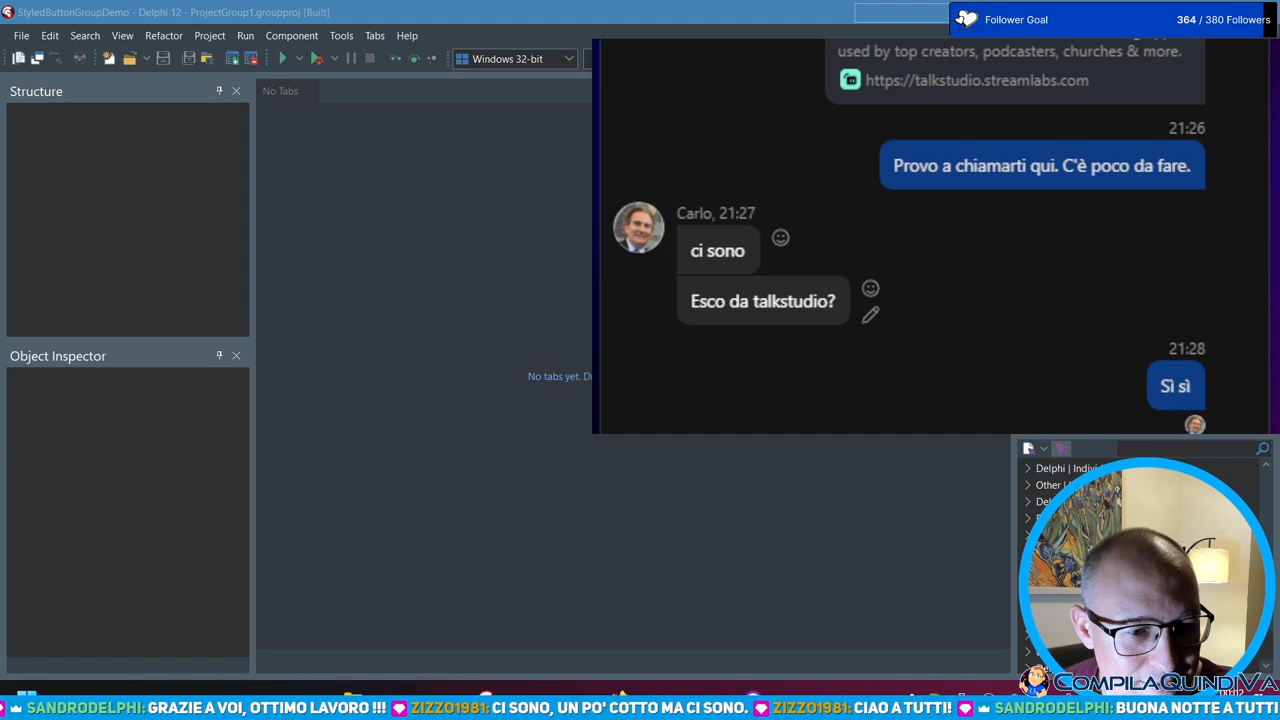 StyledButtonGroupDemo - Delphi 12 - ProjectGroup1.groupproj [Built]
Follower Goal
364 / 380 Followers
File Edit Search View Refactor Project Run Component Tools Tabs Help
Windows 32-bit
used by top creators, podcasters, churches & more.
https://talkstudio.streamlabs.com
Structure
No Tabs
21:26
Provo a chiamarti qui. C'è poco da fare.
Carlo, 21:27
ci sono
Esco da talkstudio?
21:28
Sì sì
Object Inspector
No tabs yet.
Delphi |
Other |
CompilaQuindiVa
SANDRODELPHI: GRAZIE A VOI, OTTIMO LAVORO !!! ZIZZO1981: CI SONO, UN PO' COTTO MA CI SONO. ZIZZO1981: CIAO A TUTTI! SANDRODELPHI: BUONA NOTTE A TUTTI